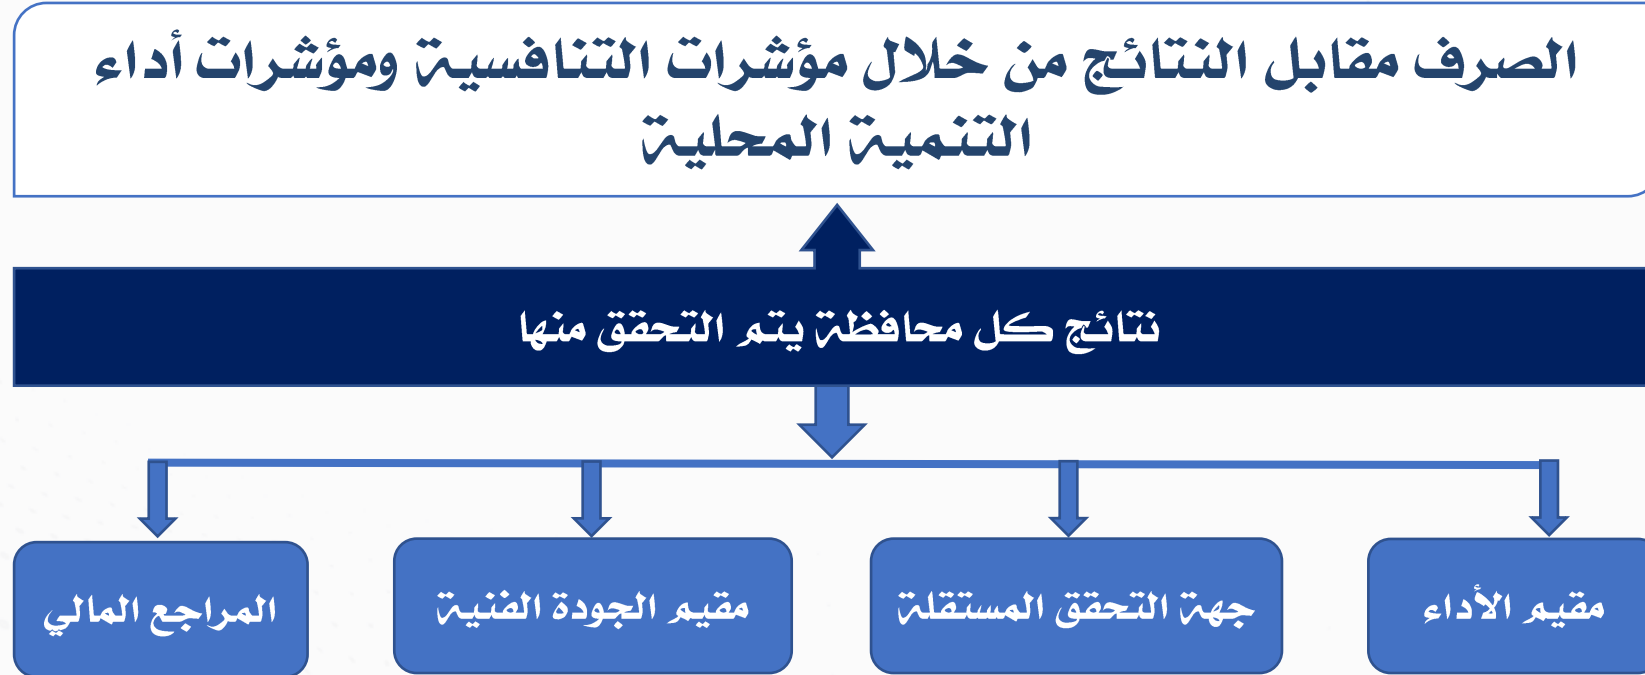 الصرف مقابل النتائج من خلال مؤشرات التنافسية ومؤشرات أداء
التنمية المحلية
نتائج كل محافظة يتم التحقق منها
مقيم الأداء
جهة التحقق المستقلة
مقيم الجودة الفنية
المراجع المالي